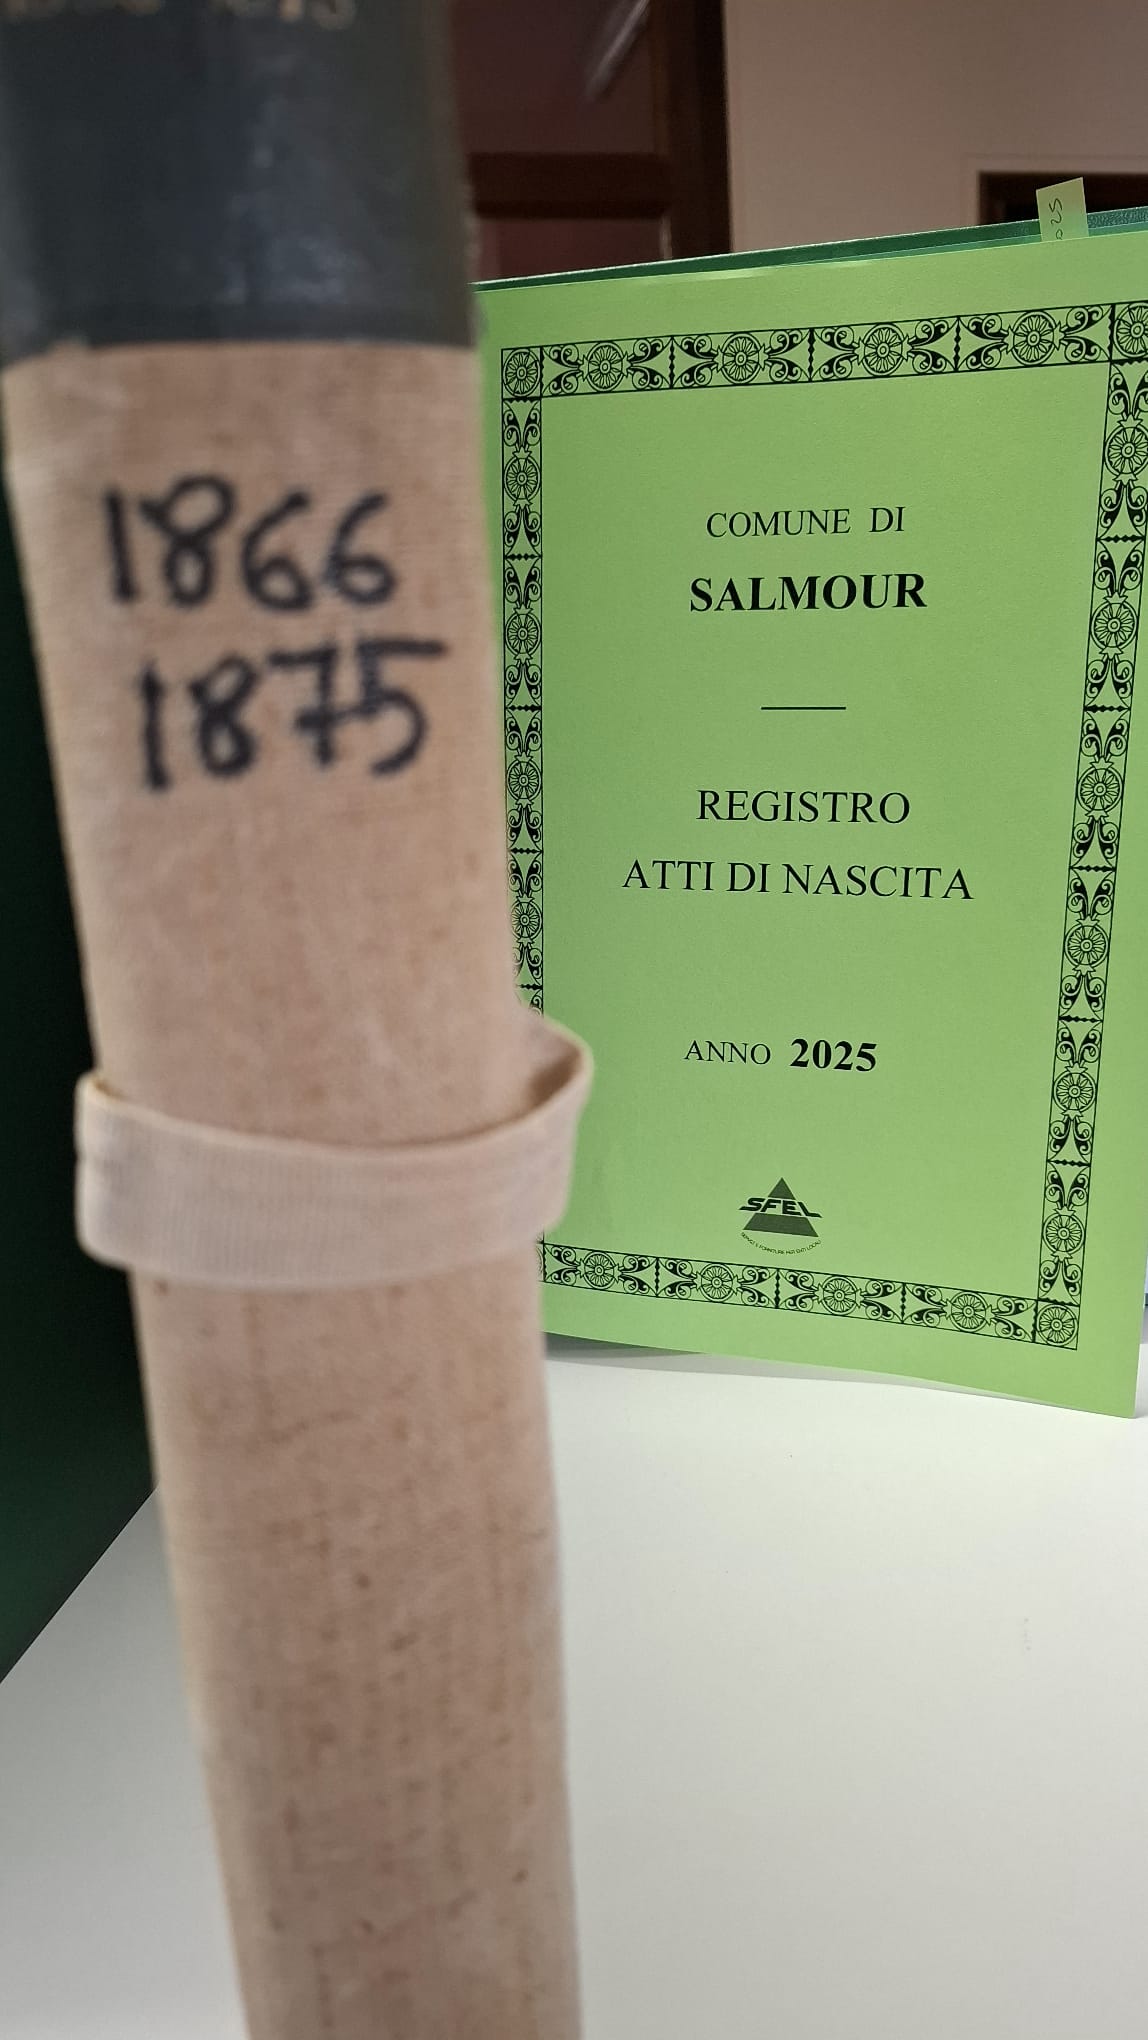 1866
1875
COMUNE DI
SALMOUR
REGISTRO
ATTI DI NASCITA
ANNO 2025
SFEL